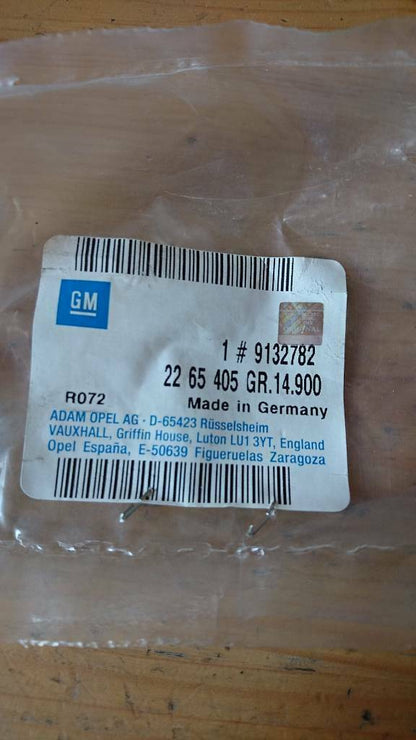 GM
ORIGINAL
1 # 9132782
22 65 405 GR.14.900
R072
Made in Germany
ADAM OPEL AG · D-65423 Rüsselsheim
VAUXHALL, Griffin House, Luton LU1 3YT, England
Opel España, E-50639 Figueruelas Zaragoza